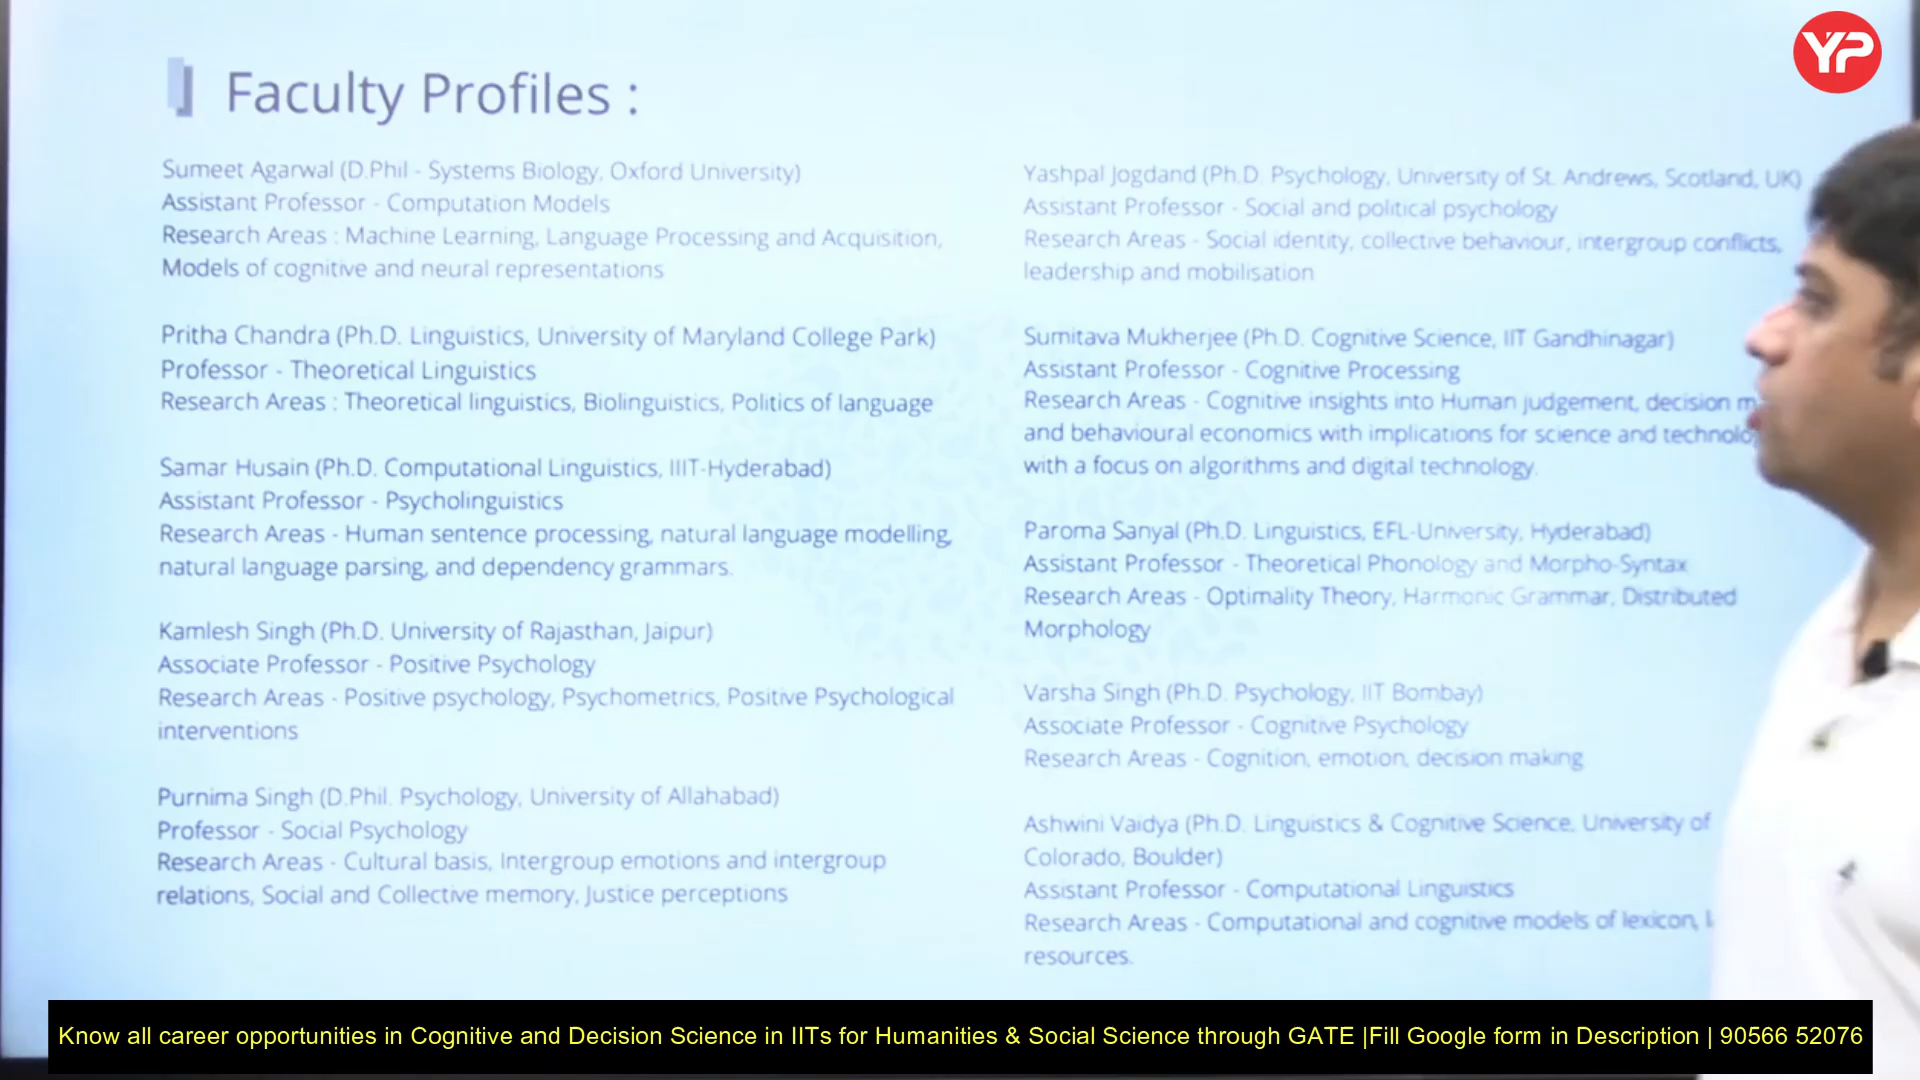 YP
Faculty Profiles :
Sumeet Agarwal (D.Phil - Systems Biology, Oxford University)
Assistant Professor - Computation Models
Research Areas : Machine Learning, Language Processing and Acquisition,
Models of cognitive and neural representations
Pritha Chandra (Ph.D. Linguistics, University of Maryland College Park)
Professor - Theoretical Linguistics
Research Areas : Theoretical linguistics, Biolinguistics, Politics of language
Samar Husain (Ph.D. Computational Linguistics, IIIT-Hyderabad)
Assistant Professor - Psycholinguistics
Research Areas - Human sentence processing, natural language modelling,
natural language parsing, and dependency grammars.
Kamlesh Singh (Ph.D. University of Rajasthan, Jaipur)
Associate Professor - Positive Psychology
Research Areas - Positive psychology, Psychometrics, Positive Psychological
interventions
Purnima Singh (D.Phil. Psychology, University of Allahabad)
Professor - Social Psychology
Research Areas - Cultural basis, Intergroup emotions and intergroup
relations, Social and Collective memory, Justice perceptions
Yashpal Jogdand (Ph.D. Psychology, University of St. Andrews, Scotland, UK)
Assistant Professor - Social and political psychology
Research Areas - Social identity, collective behaviour, intergroup conflicts,
leadership and mobilisation
Sumitava Mukherjee (Ph.D. Cognitive Science, IIT Gandhinagar)
Assistant Professor - Cognitive Processing
Research Areas - Cognitive insights into Human judgement, decision
and behavioural economics with implications for science and
with a focus on algorithms and digital technology.
Paroma Sanyal (Ph.D. Linguistics, EFL-University, Hyderabad)
Assistant Professor - Theoretical Phonology and Morpho-Syntax
Research Areas - Optimality Theory, Harmonic Grammar, Distributed
Morphology
Varsha Singh (Ph.D. Psychology, IIT Bombay)
Associate Professor - Cognitive Psychology
Research Areas - Cognition, emotion, decision making
Ashwini Vaidya (Ph.D. Linguistics & Cognitive Science, University of
Colorado, Boulder)
Assistant Professor - Computational Linguistics
Research Areas - Computational and cognitive models of lexicon,
resources.
Know all career opportunities in Cognitive and Decision Science in IITs for Humanities & Social Science through GATE |Fill Google form in Description | 90566 52076